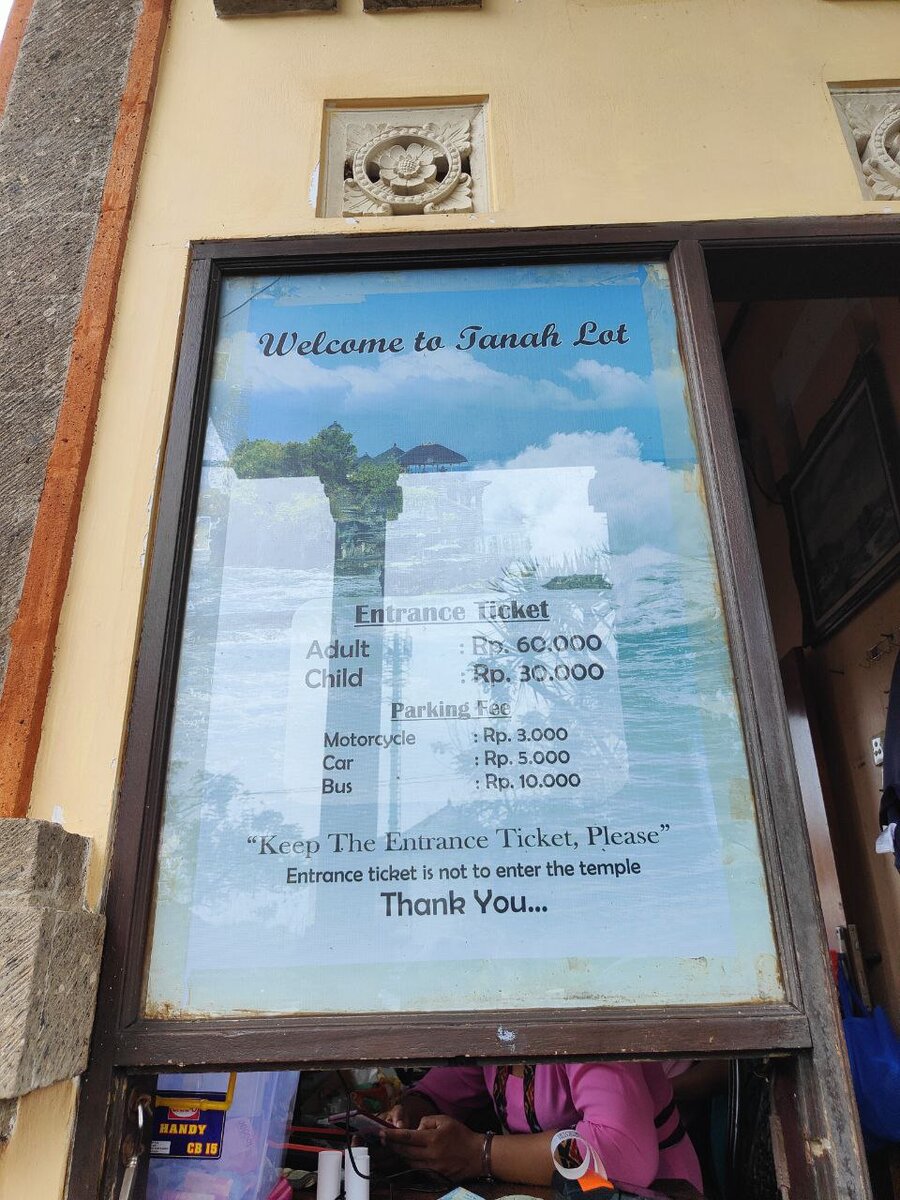 Welcome to Tanah Lot
Entrance Ticket
Adult : Rp. 60.000
Child : Rp. 30.000
Parking Fee
Motorcycle : Rp. 3.000
Car : Rp. 5.000
Bus : Rp. 10.000
“Keep The Entrance Ticket, Please”
Entrance ticket is not to enter the temple
Thank You...
HANDY
CB 15